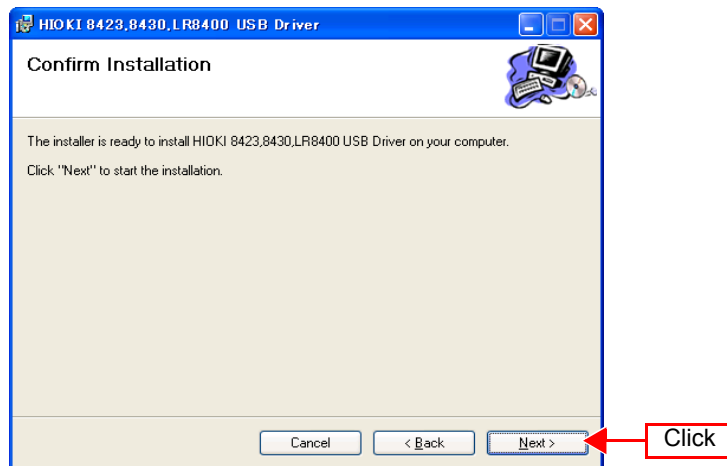 HIOKI 8423,8430,LR8400 USB Driver
Confirm Installation
The installer is ready to install HIOKI 8423,8430,LR8400 USB Driver on your computer.
Click "Next" to start the installation.
Cancel
< Back
Next >
Click